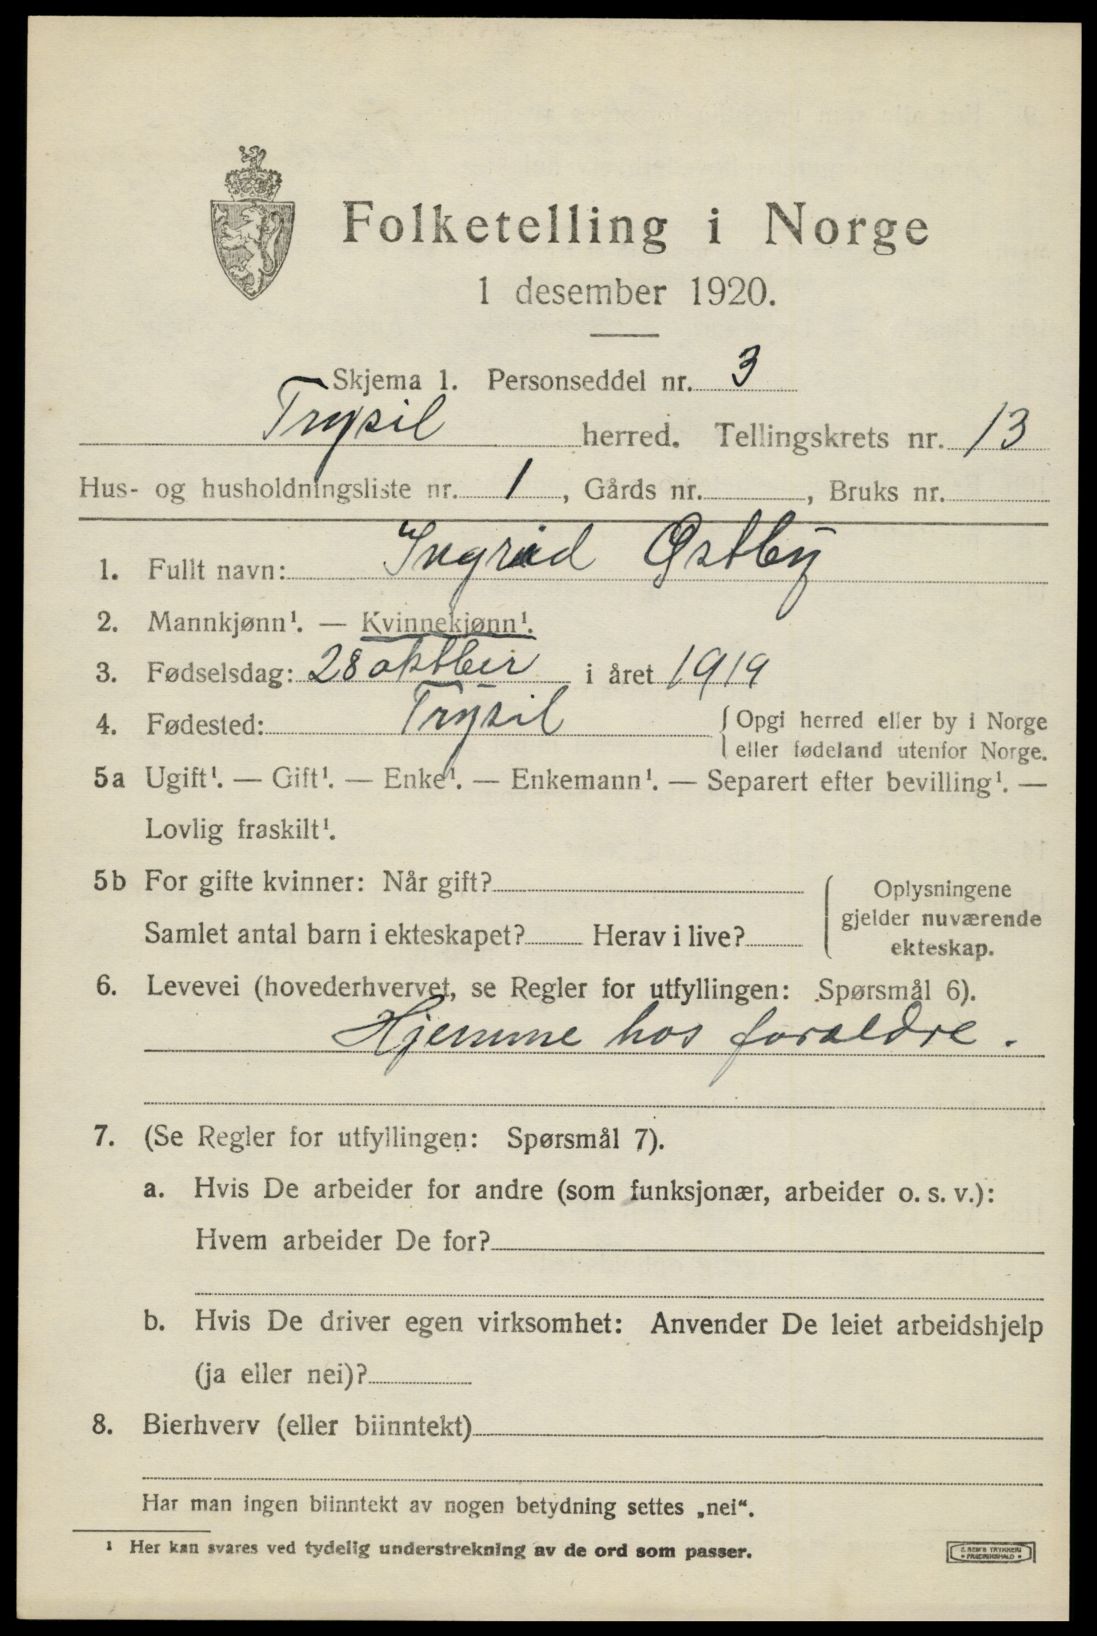 Folketelling i Norge
1 desember 1920.
Skjema 1. Personseddel nr. 3
Trysil herred. Tellingskrets nr. 13
Hus- og husholdningsliste nr. 1, Gårds nr. , Bruks nr.
1. Fullt navn: Ingrid Østby
2. Mannkjønn¹. — Kvinnekjønn¹.
3. Fødselsdag: 28 oktber i året 1919
4. Fødested: Trysil {Opgi herred eller by i Norge
eller fødeland utenfor Norge.
5a Ugift¹. — Gift¹. — Enke¹. — Enkemann¹. — Separert efter bevilling¹. —
Lovlig fraskilt¹.
5b For gifte kvinner: Når gift? { Oplysningene
gjelder nuværende
Samlet antal barn i ekteskapet? Herav i live? ekteskap.
6. Levevei (hovederhvervet, se Regler for utfyllingen: Spørsmål 6).
Hjemme hos foraldre.
7. (Se Regler for utfyllingen: Spørsmål 7).
a. Hvis De arbeider for andre (som funksjonær, arbeider o. s. v.):
Hvem arbeider De for?
b. Hvis De driver egen virksomhet: Anvender De leiet arbeidshjelp
(ja eller nei)?
8. Bierhverv (eller biinntekt)
Har man ingen biinntekt av nogen betydning settes „nei“.
¹ Her kan svares ved tydelig understrekning av de ord som passer.